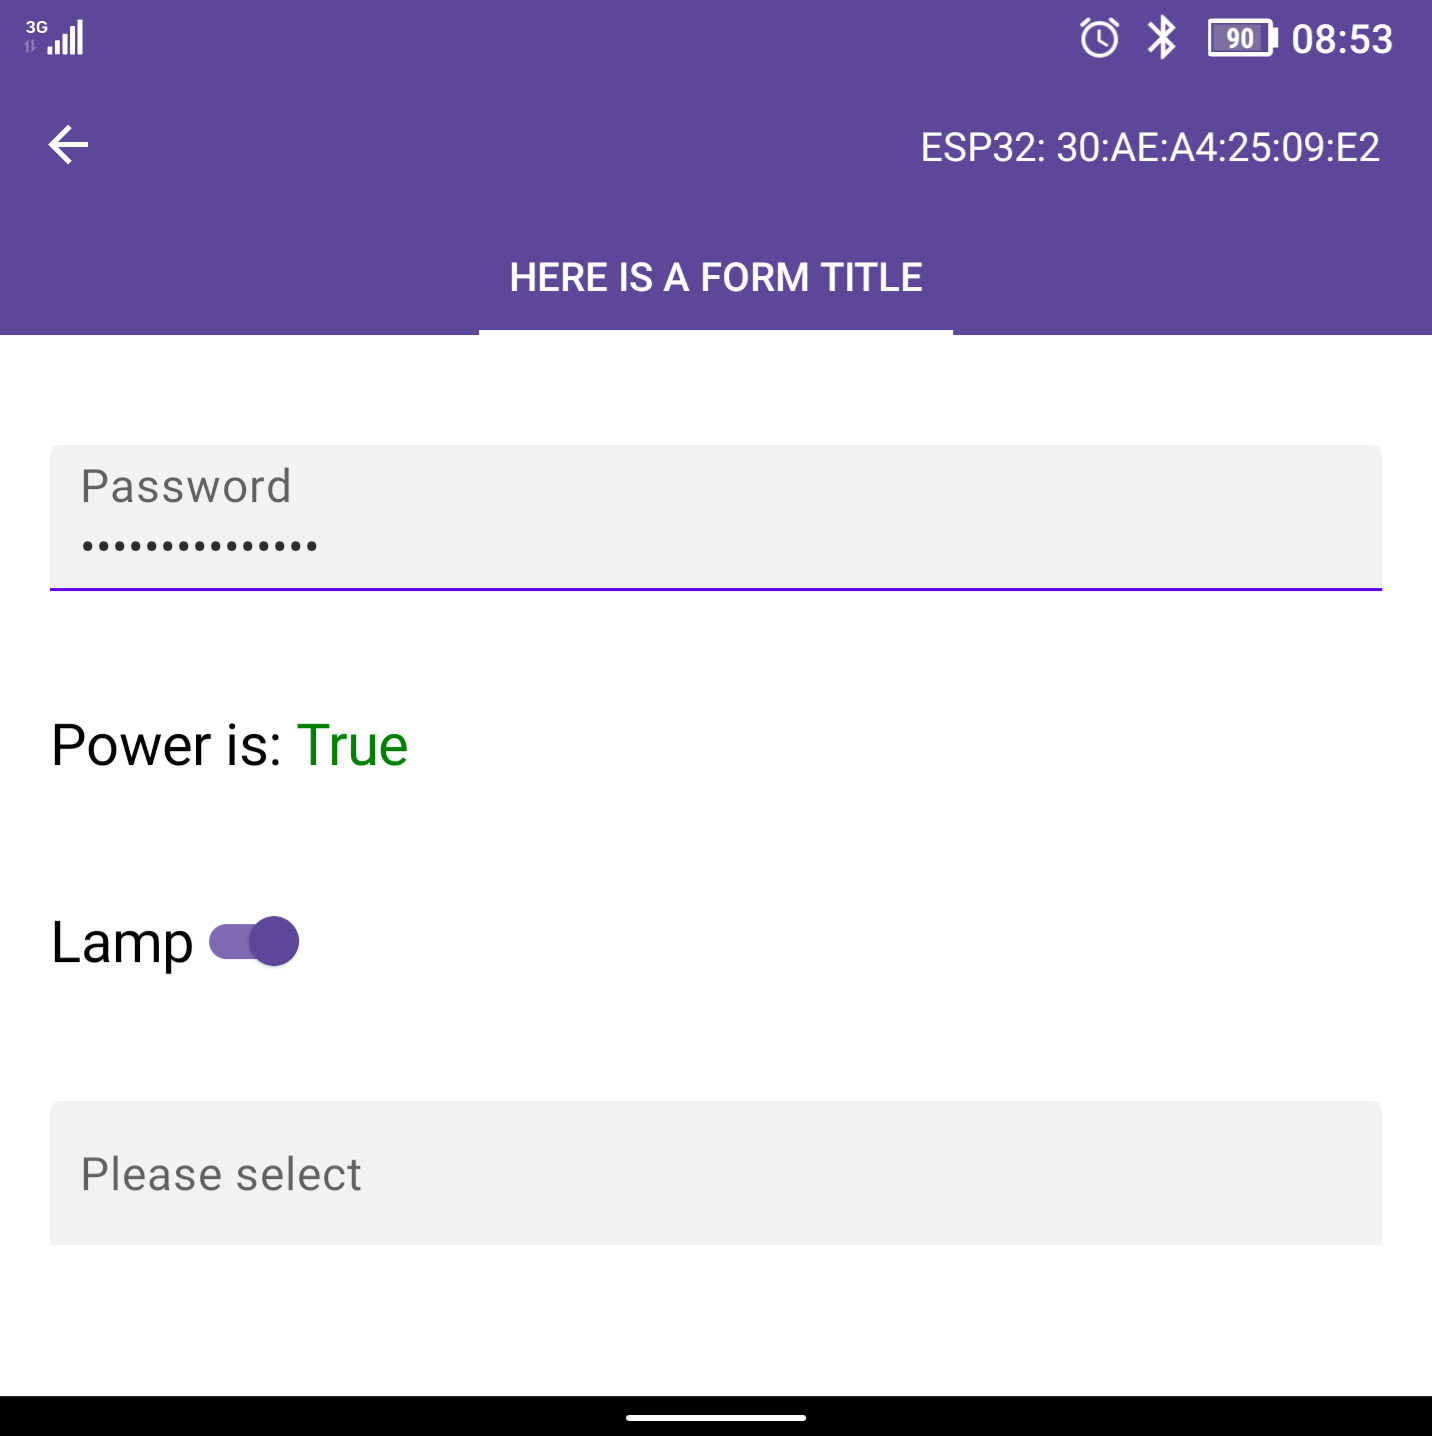 3G
90 08:53
ESP32: 30:AE:A4:25:09:E2
HERE IS A FORM TITLE
Password
•••••••••••••••
Power is: True
Lamp
Please select